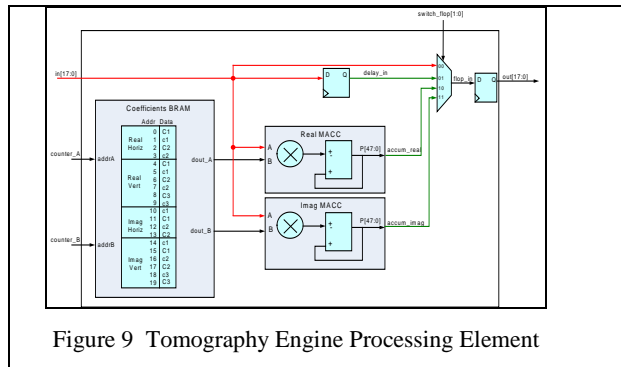 switch_flop[1:0]
in[17:0]
D Q
delay_in
00
01
10
11
flop_in
D Q
out[17:0]
Coefficients BRAM
Addr Data
Real Horiz
0 C1
1 c1
2 C2
3 c2
Real Vert
4 C1
5 c1
6 C2
7 c2
8 C3
9 c3
Imag Horiz
10 c1
11 C1
12 c2
13 C2
Imag Vert
14 c1
15 C1
16 c2
17 C2
18 c3
19 C3
counter_A
addrA
counter_B
addrB
dout_A
dout_B
Real MACC
A
B
+
-
P[47:0]
accum_real
Imag MACC
A
B
+
-
P[47:0]
accum_imag
Figure 9 Tomography Engine Processing Element